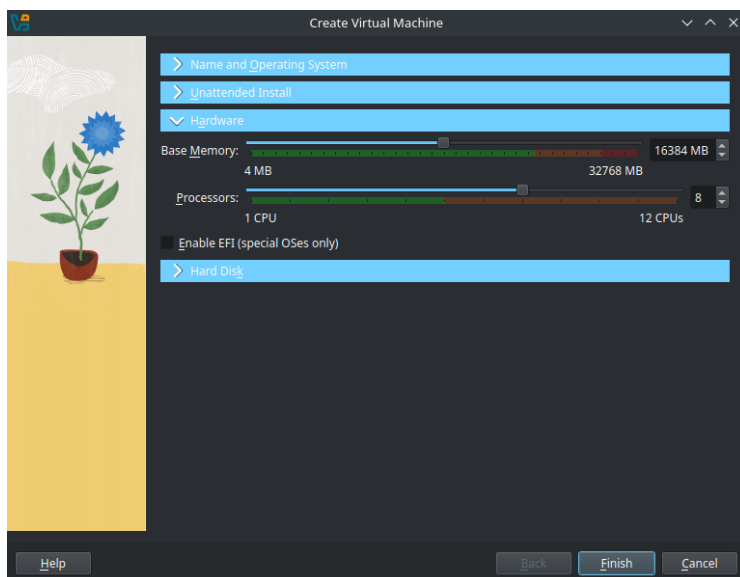 Create Virtual Machine
Name and Operating System
Unattended Install
Hardware
Base Memory: 16384 MB
4 MB 32768 MB
Processors: 8
1 CPU 12 CPUs
Enable EFI (special OSes only)
Hard Disk
Help Back Finish Cancel